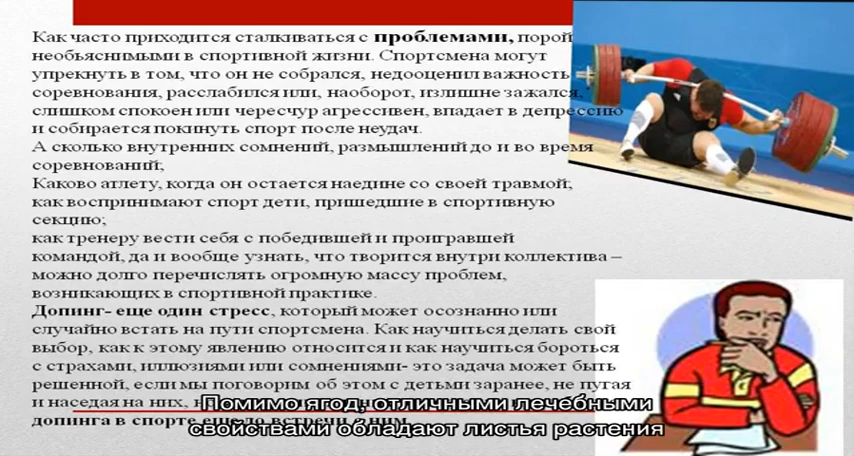 Как часто приходится сталкиваться с проблемами, порой
необъяснимыми в спортивной жизни. Спортсмена могут
упрекнуть в том, что он не собрался, недооценил важность
соревнования, расслабился или, наоборот, излишне зажался,
слишком спокоен или чересчур агрессивен, впадает в депрессию
и собирается покинуть спорт после неудач.
А сколько внутренних сомнений, размышлений до и во время
соревнований;
Каково атлету, когда он остается наедине со своей травмой;
как воспринимают спорт дети, пришедшие в спортивную
секцию;
как тренеру вести себя с победившей и проигравшей
командой, да и вообще узнать, что творится внутри коллектива –
можно долго перечислять огромную массу проблем,
возникающих в спортивной практике.
Допинг- еще один стресс, который может осознанно или
случайно встать на пути спортсмена. Как научиться делать свой
выбор, как к этому явлению относится и как научиться бороться
с страхами, иллюзиями или сомнениями- это задача может быть
решенной, если мы поговорим об этом с детьми заранее, не пугая
и наседая на них,
допинга в спорте еще до встречи с ним
Помимо ягод, отличными лечебными
свойствами обладают листья растения